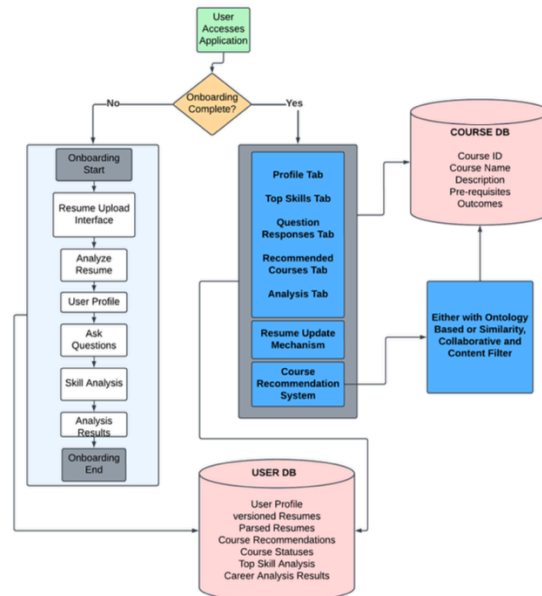 User
Accesses
Application
Onboarding
Complete?
No
Yes
Onboarding
Start
Resume Upload
Interface
Analyze
Resume
User Profile
Ask
Questions
Skill Analysis
Analysis
Results
Onboarding
End
Profile Tab
Top Skills Tab
Question
Responses Tab
Recommended
Courses Tab
Analysis Tab
Resume Update
Mechanism
Course
Recommendation
System
COURSE DB
Course ID
Course Name
Description
Pre-requisites
Outcomes
Either with Ontology
Based or Similarity,
Collaborative and
Content Filter
USER DB
User Profile
versioned Resumes
Parsed Resumes
Course Recommendations
Course Statuses
Top Skill Analysis
Career Analysis Results